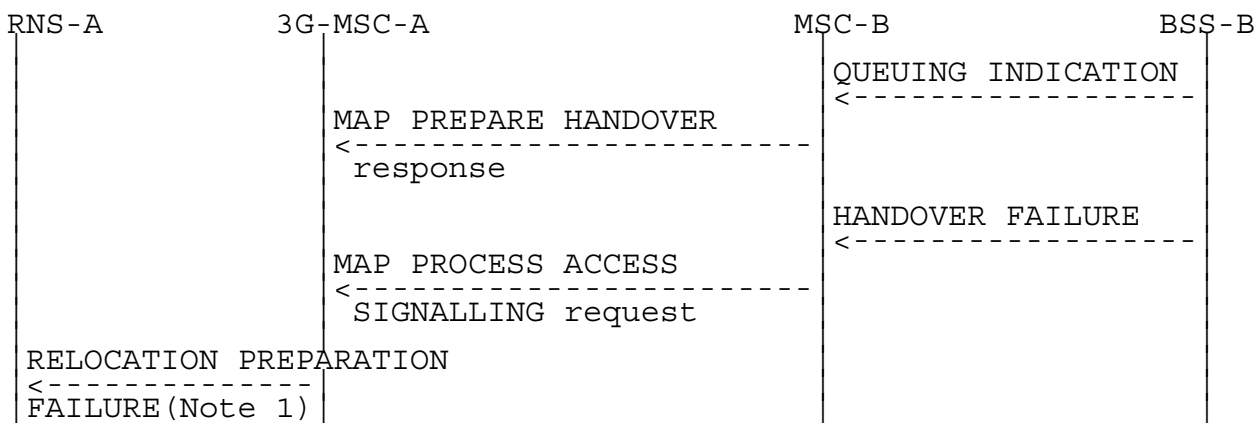 RNS-A 3G-MSC-A MSC-B BSS-B
QUEUING INDICATION
MAP PREPARE HANDOVER
response
HANDOVER FAILURE
MAP PROCESS ACCESS
SIGNALLING request
RELOCATION PREPARATION
FAILURE(Note 1)